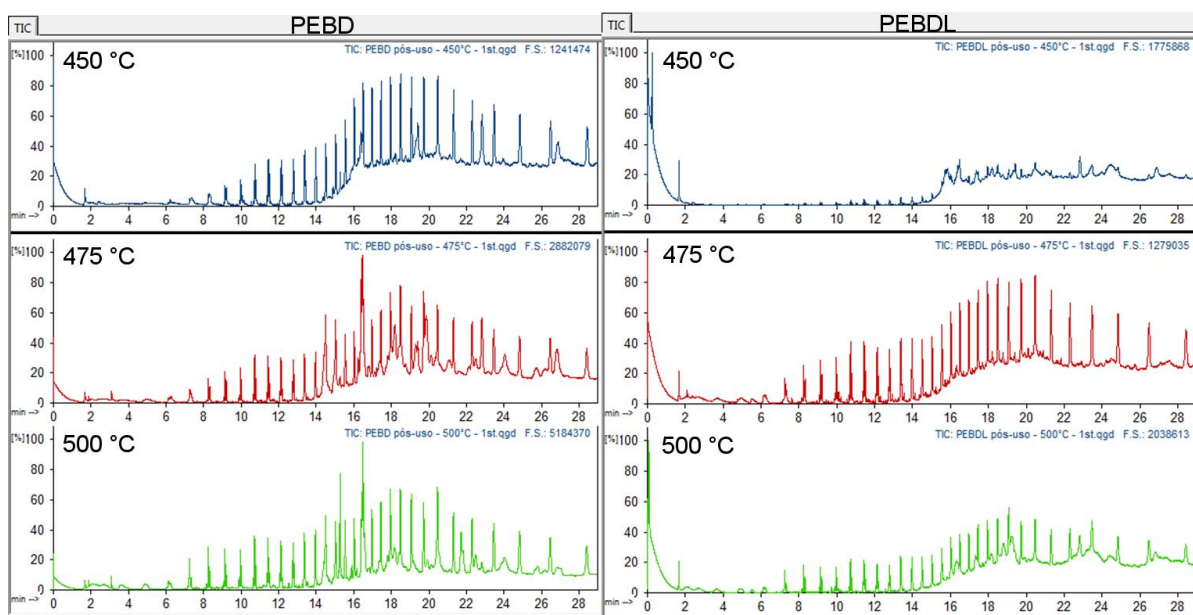 TIC PEBD
TIC PEBDL
[%]
100
80
60
40
20
0
450 °C
TIC: PEBD pós-uso - 450°C - 1st.qgd F.S.: 1241474
min --> 0 2 4 6 8 10 12 14 16 18 20 22 24 26 28
[%]
100
80
60
40
20
0
450 °C
TIC: PEBDL pós-uso - 450°C - 1st.qgd F.S.: 1775868
min --> 0 2 4 6 8 10 12 14 16 18 20 22 24 26 28
[%]
100
80
60
40
20
0
475 °C
TIC: PEBD pós-uso - 475°C - 1st.qgd F.S.: 2882079
min --> 0 2 4 6 8 10 12 14 16 18 20 22 24 26 28
[%]
100
80
60
40
20
0
475 °C
TIC: PEBDL pós-uso - 475°C - 1st.qgd F.S.: 1279035
min --> 0 2 4 6 8 10 12 14 16 18 20 22 24 26 28
[%]
100
80
60
40
20
0
500 °C
TIC: PEBD pós-uso - 500°C - 1st.qgd F.S.: 5184370
min --> 0 2 4 6 8 10 12 14 16 18 20 22 24 26 28
[%]
100
80
60
40
20
0
500 °C
TIC: PEBDL pós-uso - 500°C - 1st.qgd F.S.: 2038613
min --> 0 2 4 6 8 10 12 14 16 18 20 22 24 26 28